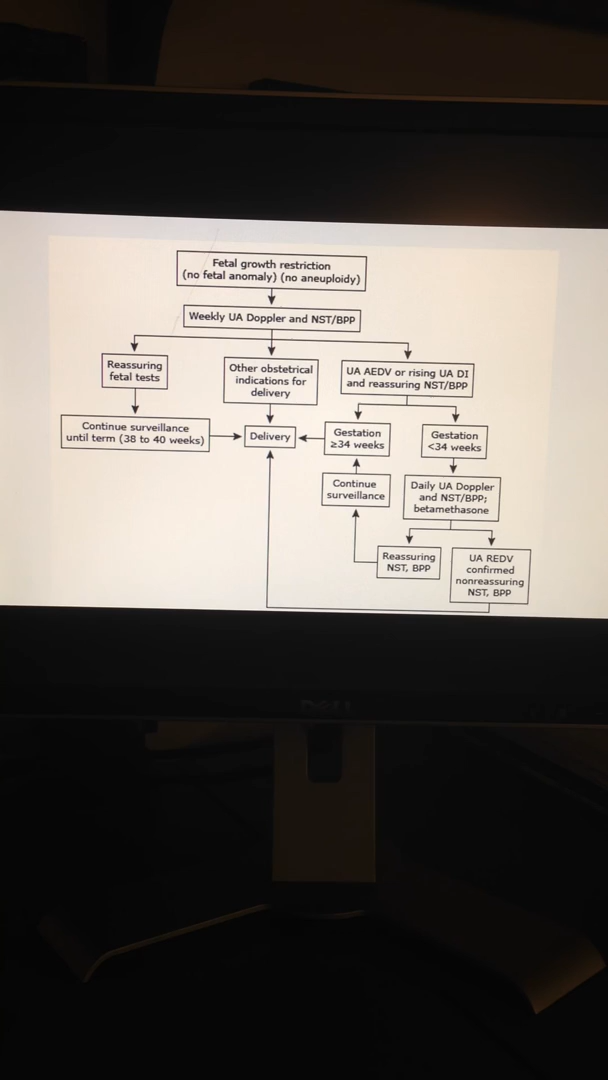 Fetal growth restriction
(no fetal anomaly) (no aneuploidy)
Weekly UA Doppler and NST/BPP
Reassuring
fetal tests
Other obstetrical
indications for
delivery
UA AEDV or rising UA DI
and reassuring NST/BPP
Continue surveillance
until term (38 to 40 weeks)
Delivery
Gestation
≥34 weeks
Gestation
<34 weeks
Continue
surveillance
Daily UA Doppler
and NST/BPP;
betamethasone
Reassuring
NST, BPP
UA REDV
confirmed
nonreassuring
NST, BPP
DELL